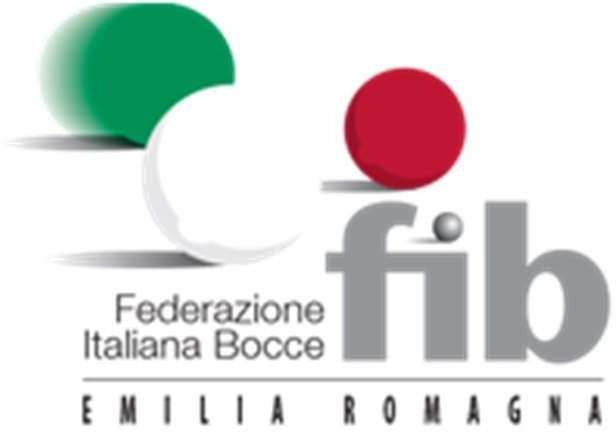 fib
Federazione
Italiana Bocce
EMILIA ROMAGNA